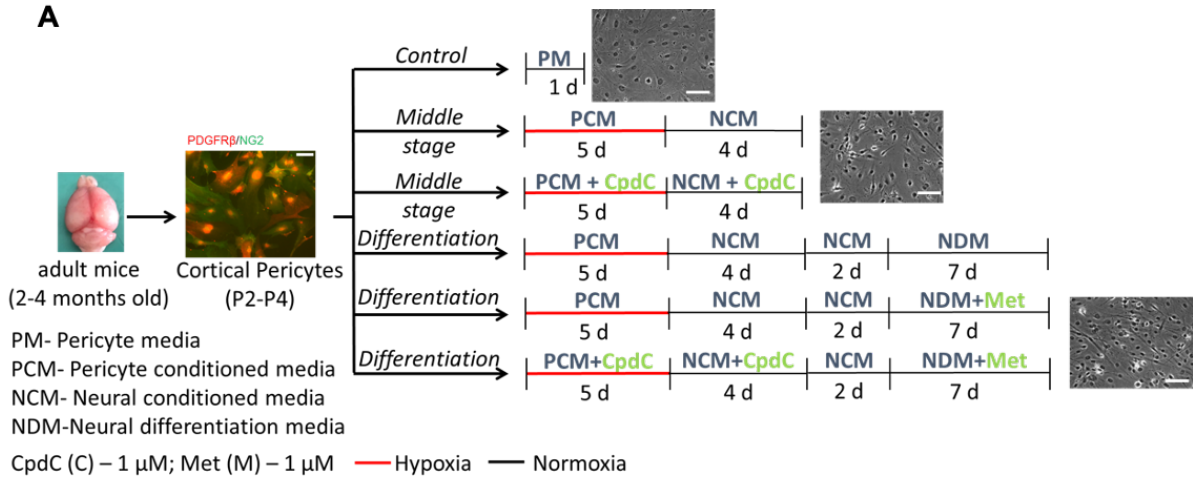 A
Control
PM
1 d
Middle
stage
PCM
NCM
5 d
4 d
PDGFRβ/NG2
Middle
stage
PCM + CpdC
NCM + CpdC
5 d
4 d
adult mice
(2-4 months old)
Cortical Pericytes
(P2-P4)
Differentiation
PCM
NCM
NCM
NDM
5 d
4 d
2 d
7 d
Differentiation
PCM
NCM
NCM
NDM+Met
5 d
4 d
2 d
7 d
Differentiation
PCM+CpdC
NCM+CpdC
NCM
NDM+Met
5 d
4 d
2 d
7 d
PM- Pericyte media
PCM- Pericyte conditioned media
NCM- Neural conditioned media
NDM-Neural differentiation media
CpdC (C) – 1 μM; Met (M) – 1 μM
Hypoxia
Normoxia